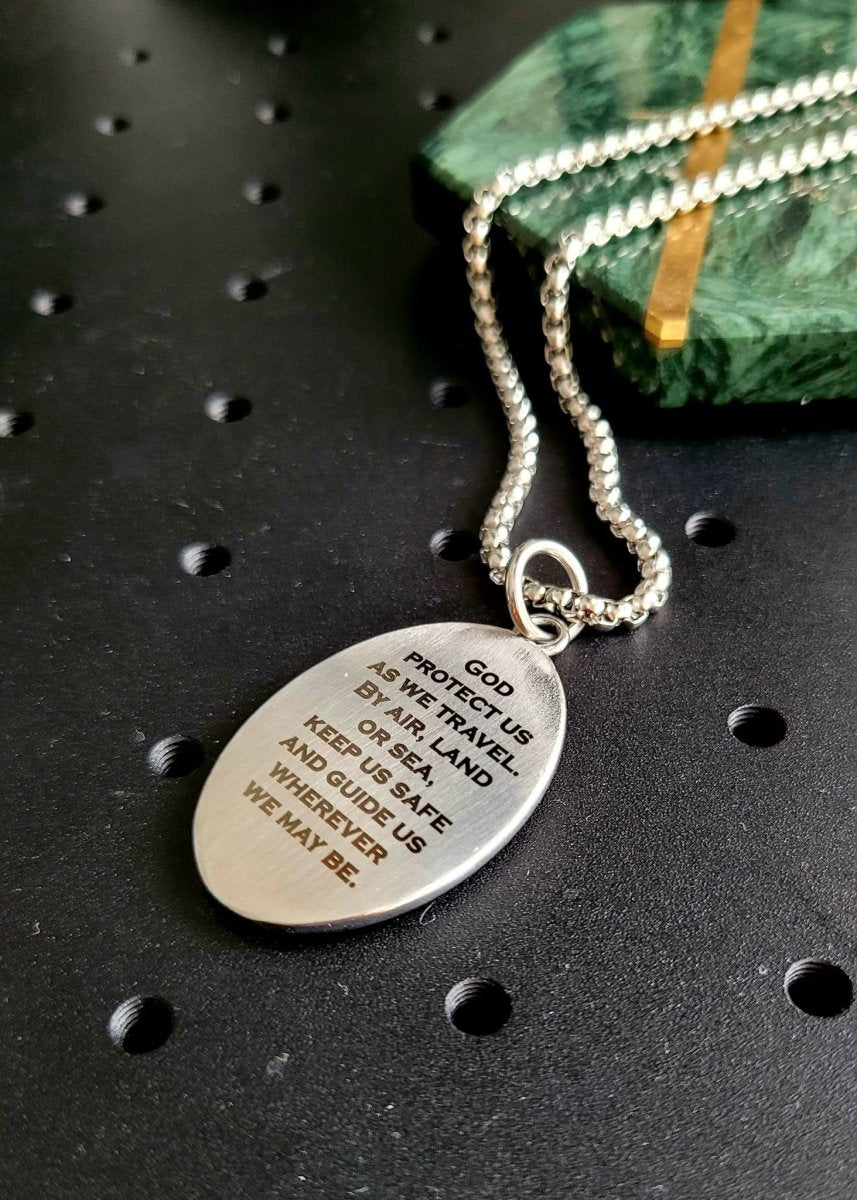 GOD
PROTECT US
AS WE TRAVEL.
BY AIR, LAND
OR SEA,
KEEP US SAFE
AND GUIDE US
WHEREVER
WE MAY BE.